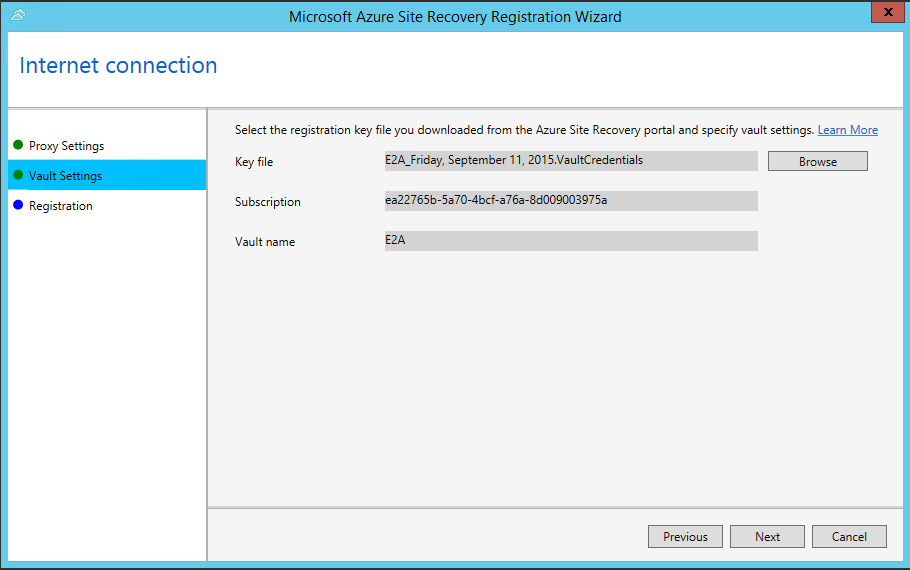 Microsoft Azure Site Recovery Registration Wizard
x
Internet connection
Proxy Settings
Vault Settings
Registration
Select the registration key file you downloaded from the Azure Site Recovery portal and specify vault settings. Learn More
Key file E2A_Friday, September 11, 2015.VaultCredentials Browse
Subscription ea22765b-5a70-4bcf-a76a-8d009003975a
Vault name E2A
Previous Next Cancel